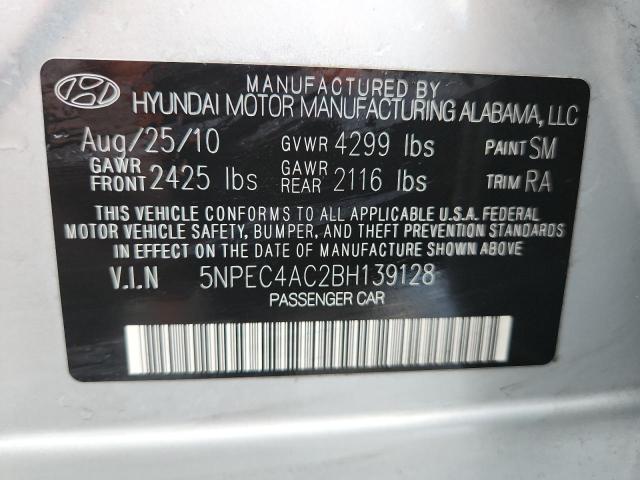 MANUFACTURED BY
HYUNDAI MOTOR MANUFACTURING ALABAMA, LLC
Aug/25/10 GVWR 4299 lbs PAINT SM
GAWR FRONT 2425 lbs GAWR REAR 2116 lbs TRIM RA
THIS VEHICLE CONFORMS TO ALL APPLICABLE U.S.A. FEDERAL
MOTOR VEHICLE SAFETY, BUMPER, AND THEFT PREVENTION STANDARDS
IN EFFECT ON THE DATE OF MANUFACTURE SHOWN ABOVE
V.I.N 5NPEC4AC2BH139128
PASSENGER CAR